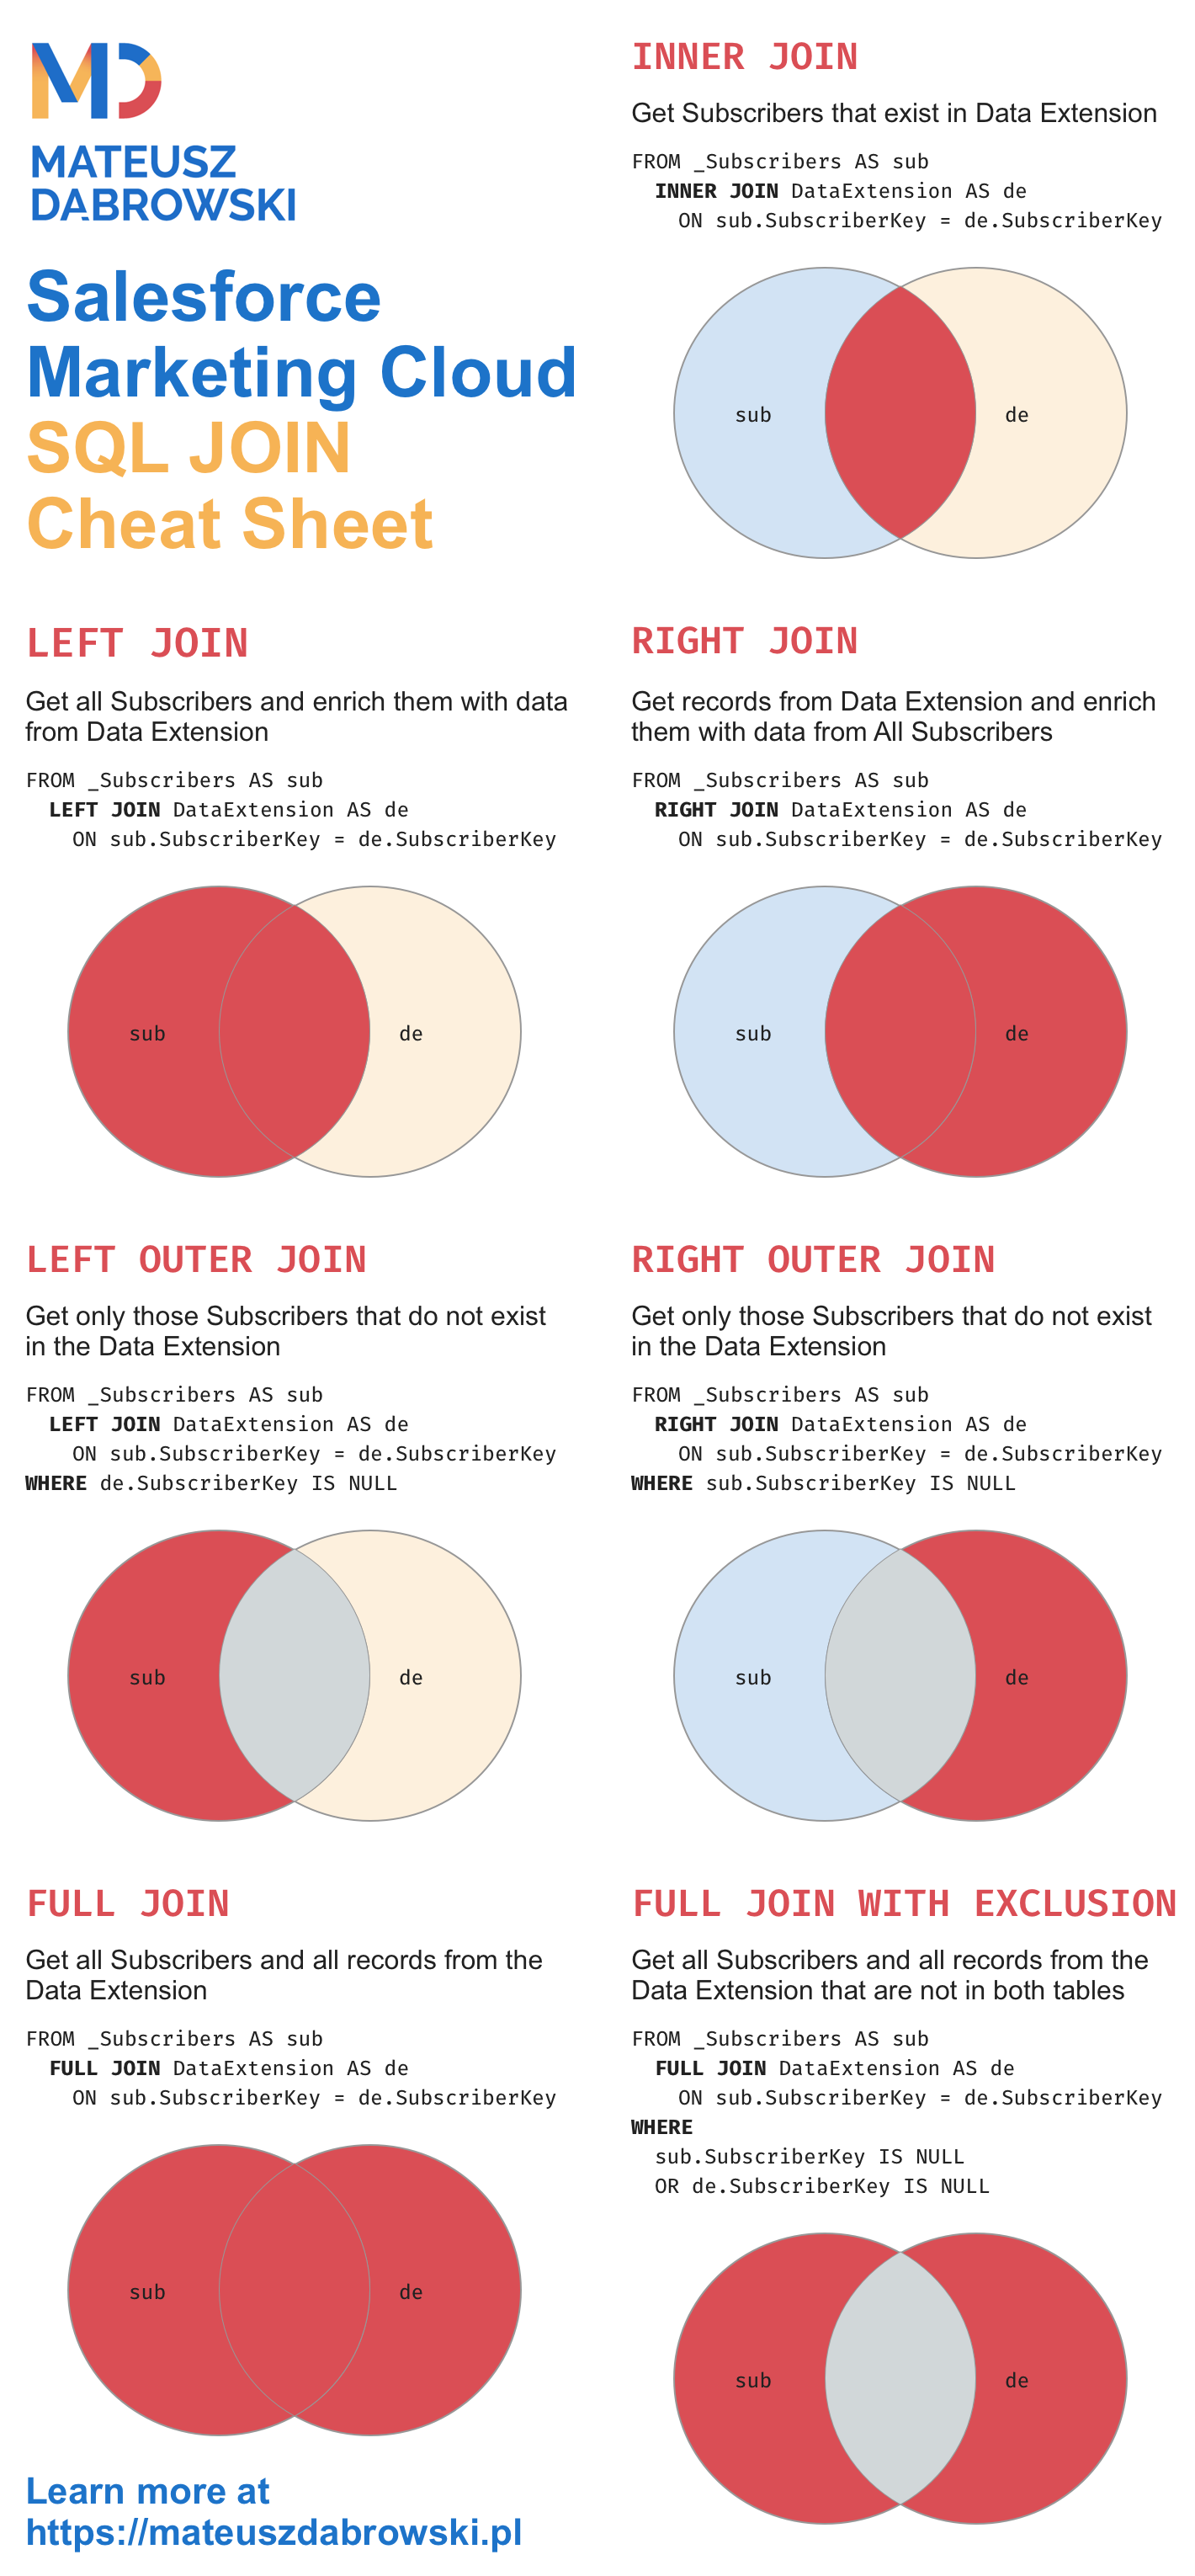 MD
MATEUSZ
DĄBROWSKI
Salesforce
Marketing Cloud
SQL JOIN
Cheat Sheet
INNER JOIN
Get Subscribers that exist in Data Extension
FROM _Subscribers AS sub
INNER JOIN DataExtension AS de
ON sub.SubscriberKey = de.SubscriberKey
sub
de
LEFT JOIN
Get all Subscribers and enrich them with data
from Data Extension
FROM _Subscribers AS sub
LEFT JOIN DataExtension AS de
ON sub.SubscriberKey = de.SubscriberKey
sub
de
RIGHT JOIN
Get records from Data Extension and enrich
them with data from All Subscribers
FROM _Subscribers AS sub
RIGHT JOIN DataExtension AS de
ON sub.SubscriberKey = de.SubscriberKey
sub
de
LEFT OUTER JOIN
Get only those Subscribers that do not exist
in the Data Extension
FROM _Subscribers AS sub
LEFT JOIN DataExtension AS de
ON sub.SubscriberKey = de.SubscriberKey
WHERE de.SubscriberKey IS NULL
sub
de
RIGHT OUTER JOIN
Get only those Subscribers that do not exist
in the Data Extension
FROM _Subscribers AS sub
RIGHT JOIN DataExtension AS de
ON sub.SubscriberKey = de.SubscriberKey
WHERE sub.SubscriberKey IS NULL
sub
de
FULL JOIN
Get all Subscribers and all records from the
Data Extension
FROM _Subscribers AS sub
FULL JOIN DataExtension AS de
ON sub.SubscriberKey = de.SubscriberKey
sub
de
FULL JOIN WITH EXCLUSION
Get all Subscribers and all records from the
Data Extension that are not in both tables
FROM _Subscribers AS sub
FULL JOIN DataExtension AS de
ON sub.SubscriberKey = de.SubscriberKey
WHERE
sub.SubscriberKey IS NULL
OR de.SubscriberKey IS NULL
sub
de
Learn more at
https://mateuszdabrowski.pl